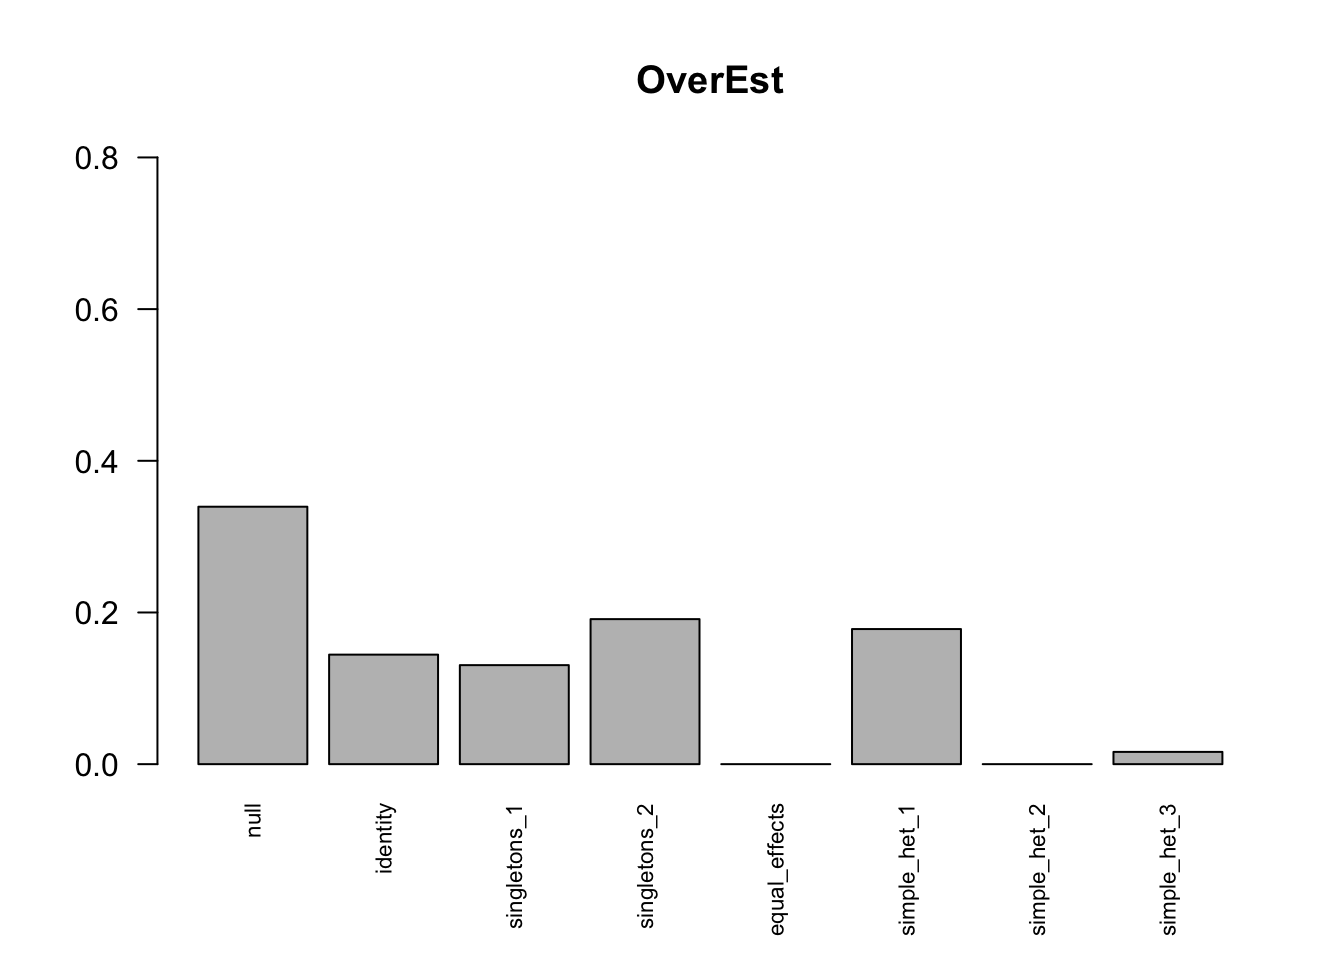 OverEst
0.8
0.6
0.4
0.2
0.0
null
identity
singletons_1
singletons_2
equal_effects
simple_het_1
simple_het_2
simple_het_3